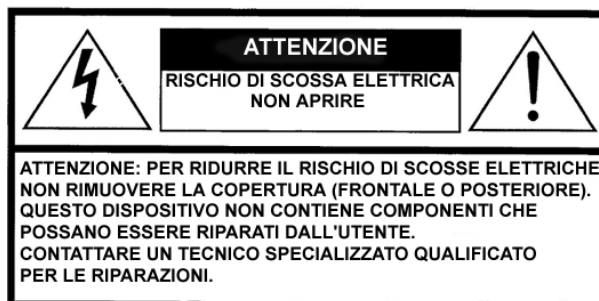 ATTENZIONE
RISCHIO DI SCOSSA ELETTRICA
NON APRIRE
ATTENZIONE: PER RIDURRE IL RISCHIO DI SCOSSE ELETTRICHE
NON RIMUOVERE LA COPERTURA (FRONTALE O POSTERIORE).
QUESTO DISPOSITIVO NON CONTIENE COMPONENTI CHE
POSSANO ESSERE RIPARATI DALL'UTENTE.
CONTATTARE UN TECNICO SPECIALIZZATO QUALIFICATO
PER LE RIPARAZIONI.